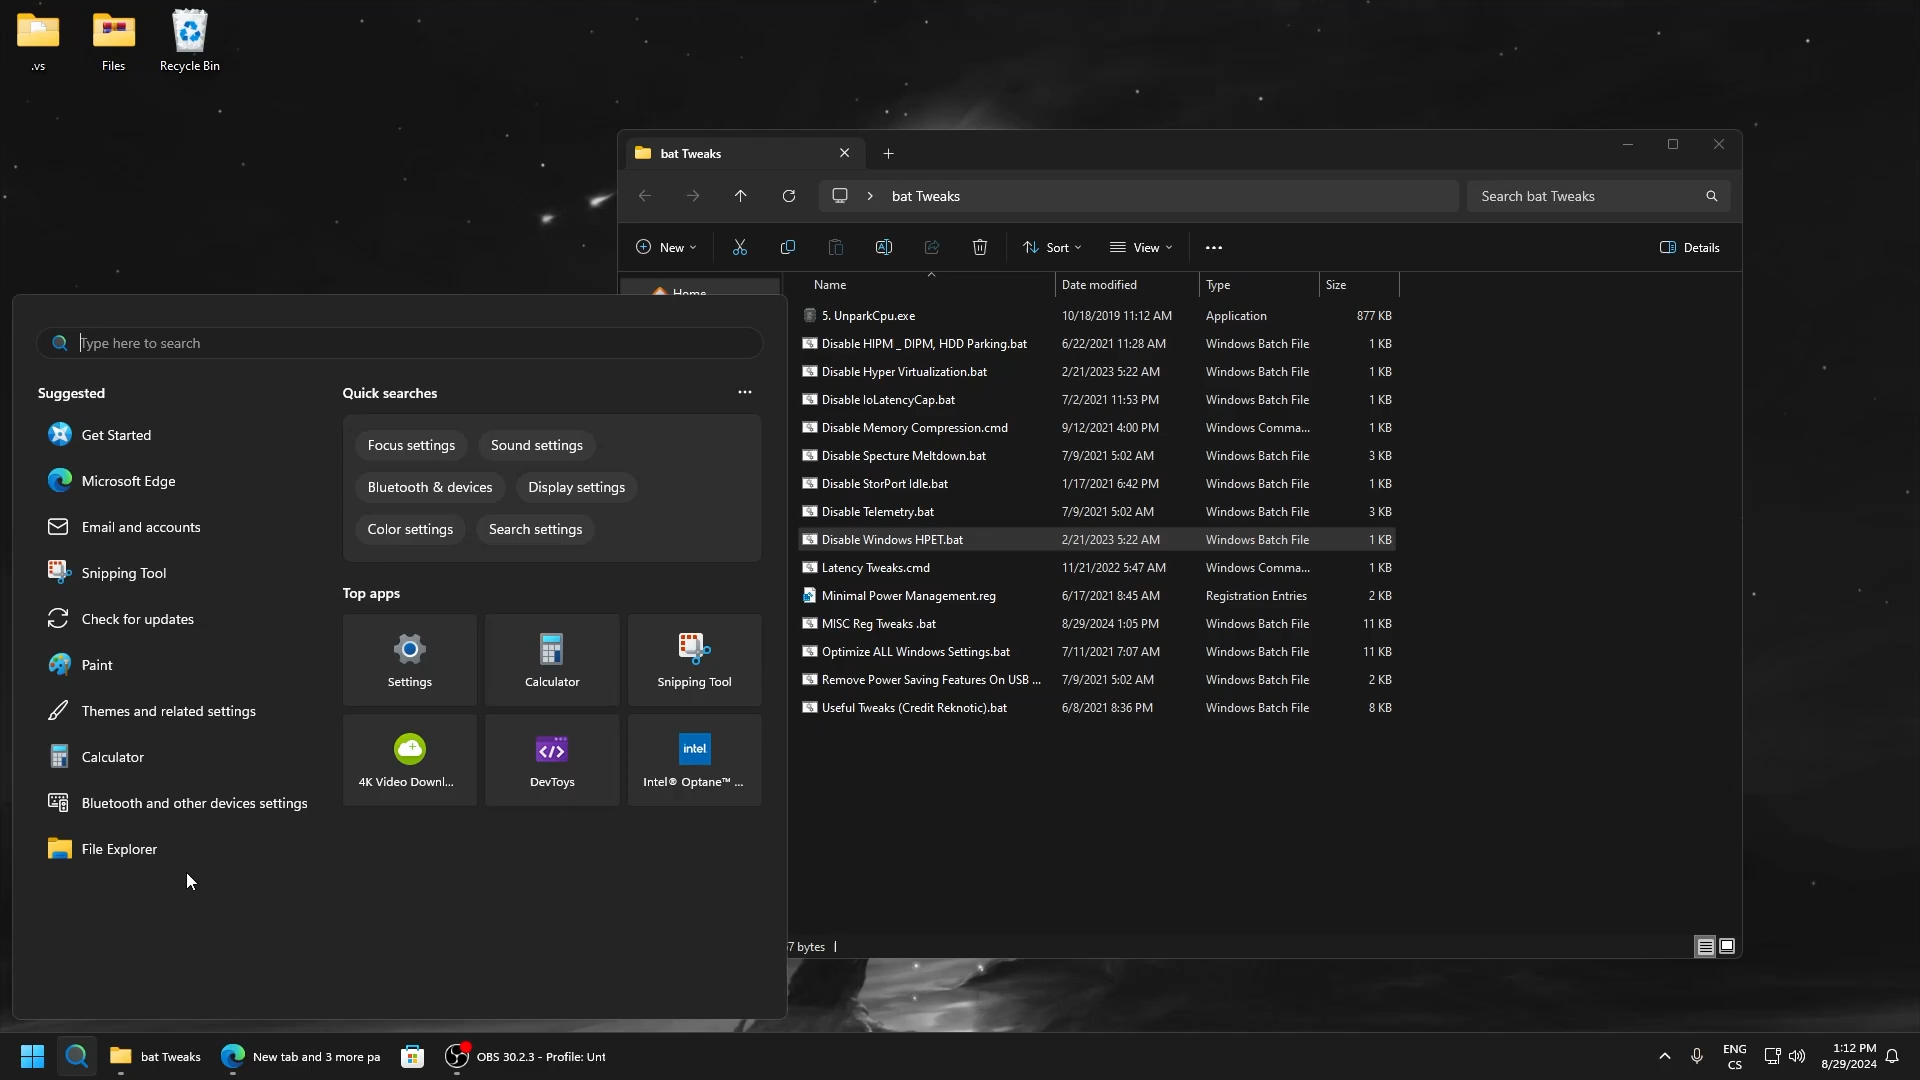 .vs
Files
Recycle Bin
bat Tweaks
bat Tweaks
Search bat Tweaks
New
Sort
View
Details
Home
Name
Date modified
Type
Size
5. UnparkCpu.exe 10/18/2019 11:12 AM Application 877 KB
Disable HIPM _ DIPM, HDD Parking.bat 6/22/2021 11:28 AM Windows Batch File 1 KB
Disable Hyper Virtualization.bat 2/21/2023 5:22 AM Windows Batch File 1 KB
Disable IoLatencyCap.bat 7/2/2021 11:53 PM Windows Batch File 1 KB
Disable Memory Compression.cmd 9/12/2021 4:00 PM Windows Comma... 1 KB
Disable Specture Meltdown.bat 7/9/2021 5:02 AM Windows Batch File 3 KB
Disable StorPort Idle.bat 1/17/2021 6:42 PM Windows Batch File 1 KB
Disable Telemetry.bat 7/9/2021 5:02 AM Windows Batch File 3 KB
Disable Windows HPET.bat 2/21/2023 5:22 AM Windows Batch File 1 KB
Latency Tweaks.cmd 11/21/2022 5:47 AM Windows Comma... 1 KB
Minimal Power Management.reg 6/17/2021 8:45 AM Registration Entries 2 KB
MISC Reg Tweaks .bat 8/29/2024 1:05 PM Windows Batch File 11 KB
Optimize ALL Windows Settings.bat 7/11/2021 7:07 AM Windows Batch File 11 KB
Remove Power Saving Features On USB ... 7/9/2021 5:02 AM Windows Batch File 2 KB
Useful Tweaks (Credit Reknotic).bat 6/8/2021 8:36 PM Windows Batch File 8 KB
7 bytes
Type here to search
Suggested
Get Started
Microsoft Edge
Email and accounts
Snipping Tool
Check for updates
Paint
Themes and related settings
Calculator
Bluetooth and other devices settings
File Explorer
Quick searches
Focus settings
Sound settings
Bluetooth & devices
Display settings
Color settings
Search settings
Top apps
Settings
Calculator
Snipping Tool
4K Video Downl...
DevToys
intel
Intel® Optane™ ...
bat Tweaks
New tab and 3 more pa
OBS 30.2.3 - Profile: Unt
ENG
CS
1:12 PM
8/29/2024